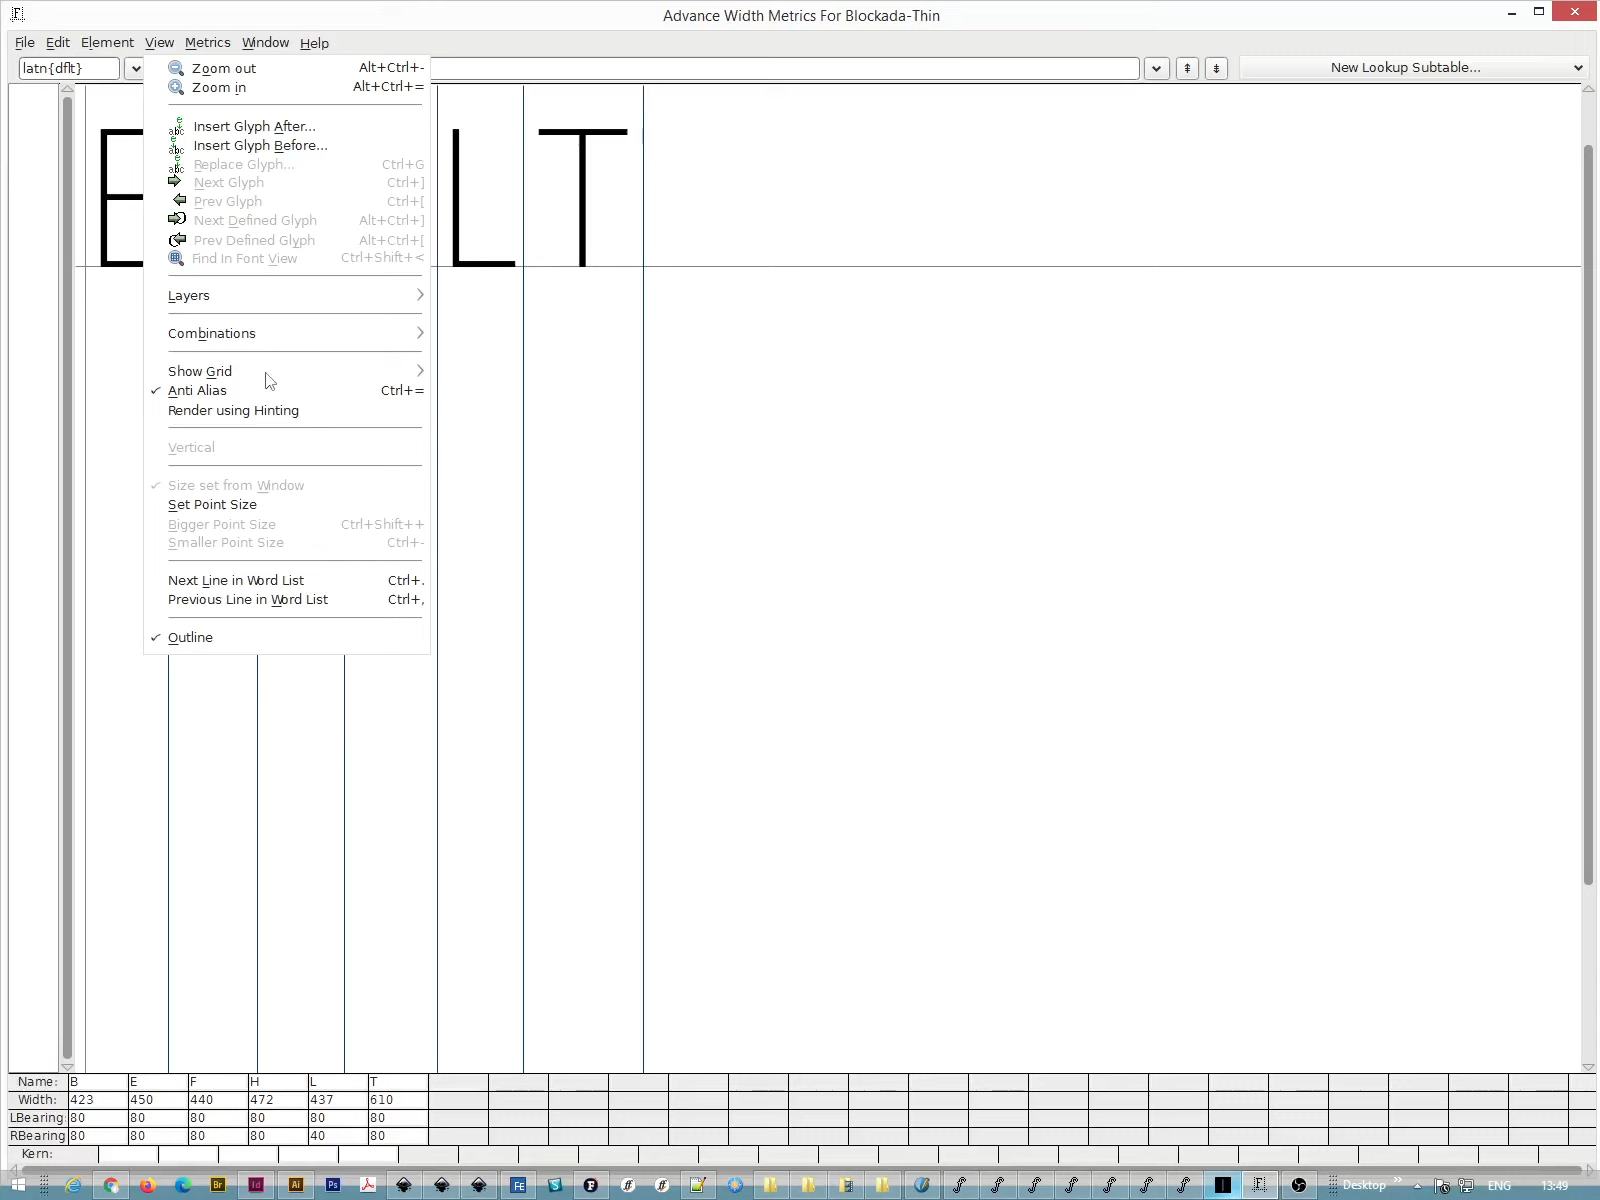 Advance Width Metrics For Blockada-Thin
File Edit Element View Metrics Window Help
latn{dflt}
New Lookup Subtable...
Zoom out Alt+Ctrl+-
Zoom in Alt+Ctrl+=
Insert Glyph After...
Insert Glyph Before...
Replace Glyph... Ctrl+G
Next Glyph Ctrl+]
Prev Glyph Ctrl+[
Next Defined Glyph Alt+Ctrl+]
Prev Defined Glyph Alt+Ctrl+[
Find In Font View Ctrl+Shift+<
Layers
Combinations
Show Grid
Anti Alias Ctrl+=
Render using Hinting
Vertical
Size set from Window
Set Point Size
Bigger Point Size Ctrl+Shift++
Smaller Point Size Ctrl+-
Next Line in Word List Ctrl+.
Previous Line in Word List Ctrl+,
Outline
L T
Name: B E F H L T
Width: 423 450 440 472 437 610
LBearing: 80 80 80 80 80 80
RBearing 80 80 80 80 40 80
Kern:
Desktop ENG 13:49